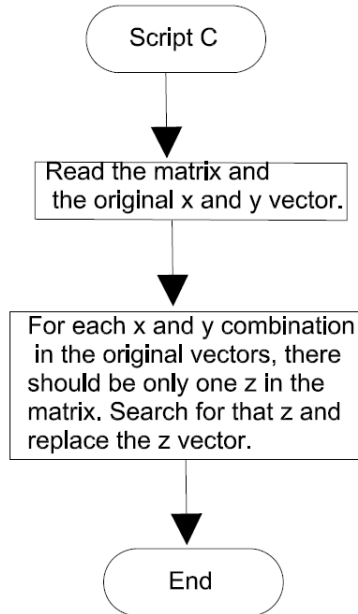 Script C
Read the matrix and
the original x and y vector.
For each x and y combination
in the original vectors, there
should be only one z in the
matrix. Search for that z and
replace the z vector.
End